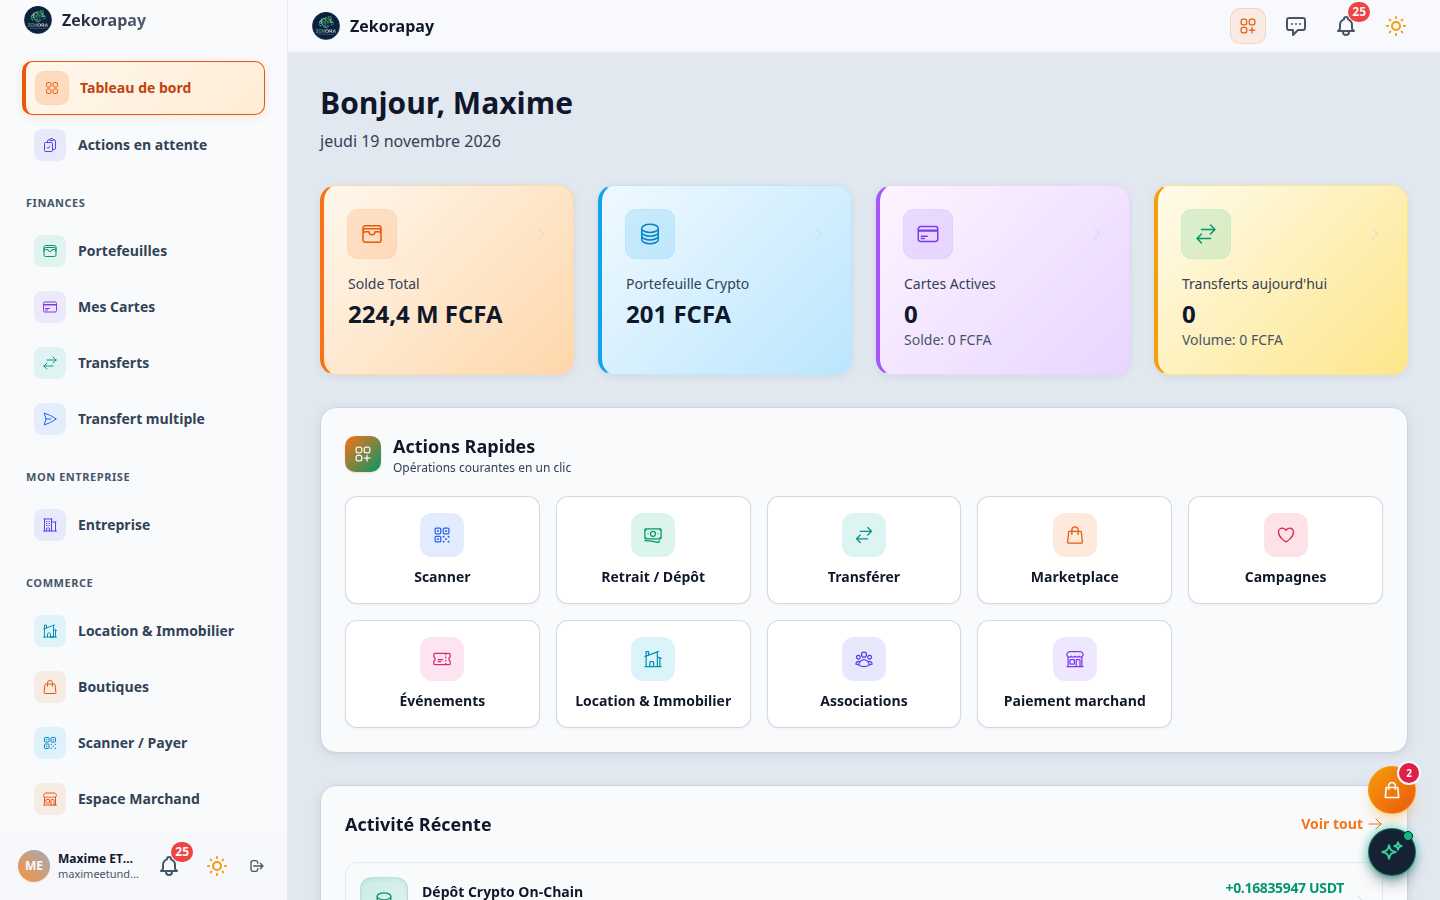 Zekorapay
Tableau de bord
Actions en attente
FINANCES
Portefeuilles
Mes Cartes
Transferts
Transfert multiple
MON ENTREPRISE
Entreprise
COMMERCE
Location & Immobilier
Boutiques
Scanner / Payer
Espace Marchand
ME
Maxime ET...
maximeetund...
25
Zekorapay
25
Bonjour, Maxime
jeudi 19 novembre 2026
Solde Total
224,4 M FCFA
Portefeuille Crypto
201 FCFA
Cartes Actives
0
Solde: 0 FCFA
Transferts aujourd'hui
0
Volume: 0 FCFA
Actions Rapides
Opérations courantes en un clic
Scanner
Retrait / Dépôt
Transférer
Marketplace
Campagnes
Événements
Location & Immobilier
Associations
Paiement marchand
2
Activité Récente
Voir tout
Dépôt Crypto On-Chain
+0.16835947 USDT